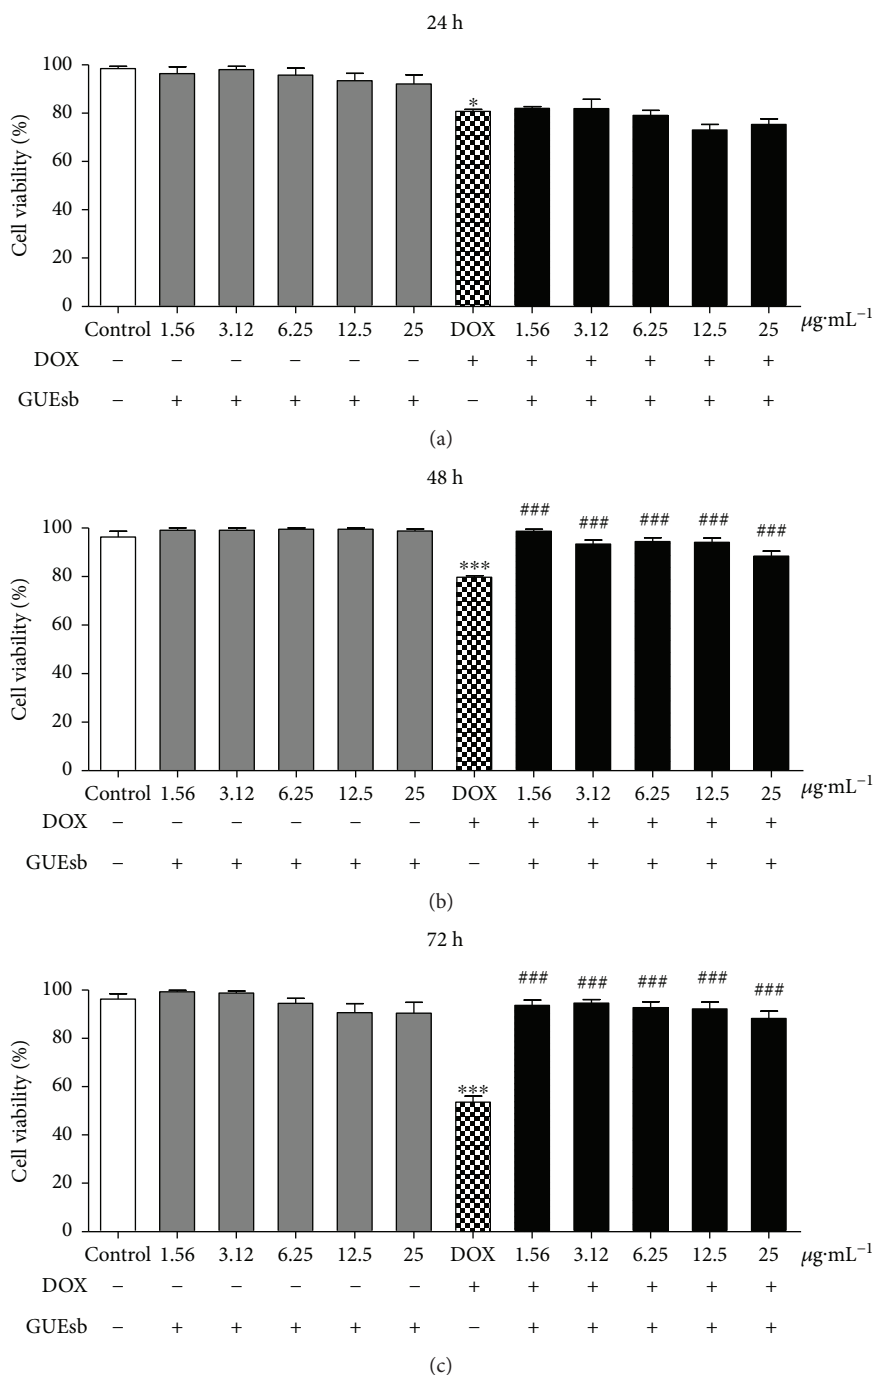 24 h
Cell viability (%)
100
80
60
40
20
0
*
Control 1.56 3.12 6.25 12.5 25 DOX 1.56 3.12 6.25 12.5 25 μg·mL⁻¹
DOX − − − − − − + + + + + +
GUEsb − + + + + + − + + + + +
(a)
48 h
Cell viability (%)
100
80
60
40
20
0
*** ### ### ### ### ###
Control 1.56 3.12 6.25 12.5 25 DOX 1.56 3.12 6.25 12.5 25 μg·mL⁻¹
DOX − − − − − − + + + + + +
GUEsb − + + + + + − + + + + +
(b)
72 h
Cell viability (%)
100
80
60
40
20
0
*** ### ### ### ### ###
Control 1.56 3.12 6.25 12.5 25 DOX 1.56 3.12 6.25 12.5 25 μg·mL⁻¹
DOX − − − − − − + + + + + +
GUEsb − + + + + + − + + + + +
(c)